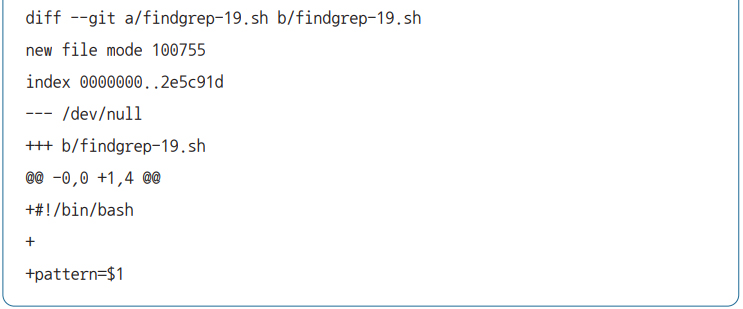 diff --git a/findgrep-19.sh b/findgrep-19.sh
new file mode 100755
index 0000000..2e5c91d
--- /dev/null
+++ b/findgrep-19.sh
@@ -0,0 +1,4 @@
+#!/bin/bash
+
+pattern=$1